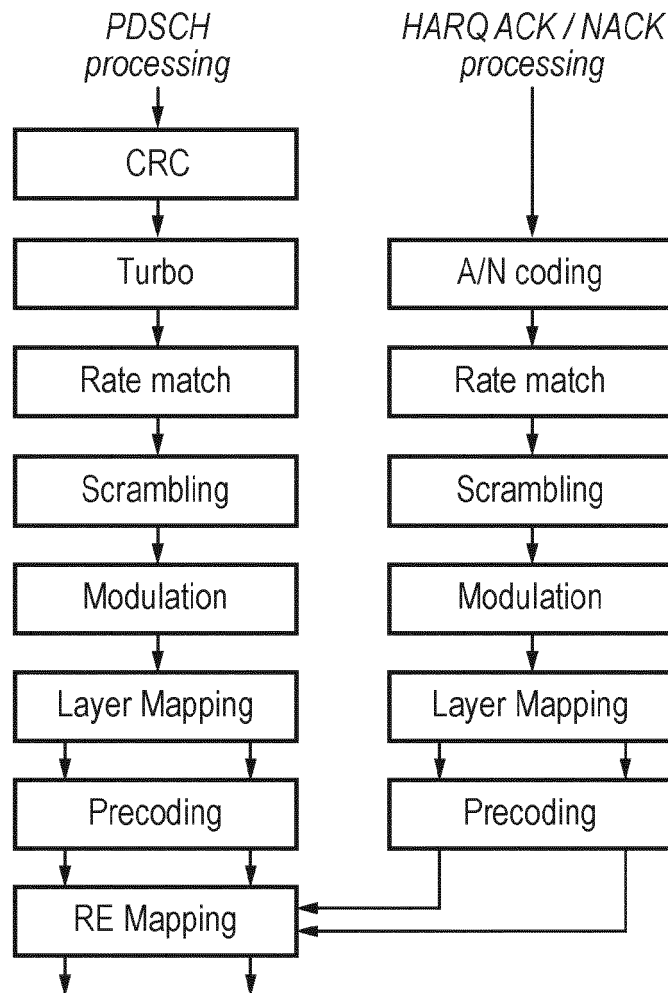 PDSCH
processing
CRC
Turbo
Rate match
Scrambling
Modulation
Layer Mapping
Precoding
RE Mapping
HARQ ACK / NACK
processing
A/N coding
Rate match
Scrambling
Modulation
Layer Mapping
Precoding